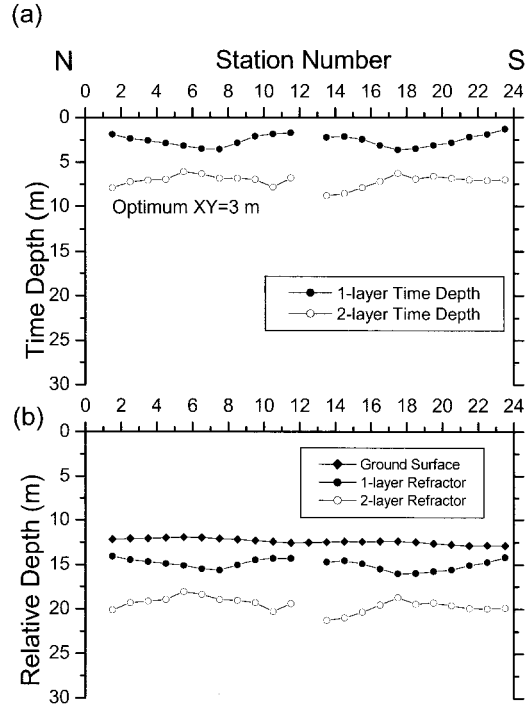 (a)
N Station Number S
0 2 4 6 8 10 12 14 16 18 20 22 24
0
5
10
15
20
25
30
Time Depth (m)
Optimum XY=3 m
1-layer Time Depth
2-layer Time Depth
0 2 4 6 8 10 12 14 16 18 20 22 24
(b)
0
5
10
15
20
25
30
Relative Depth (m)
Ground Surface
1-layer Refractor
2-layer Refractor